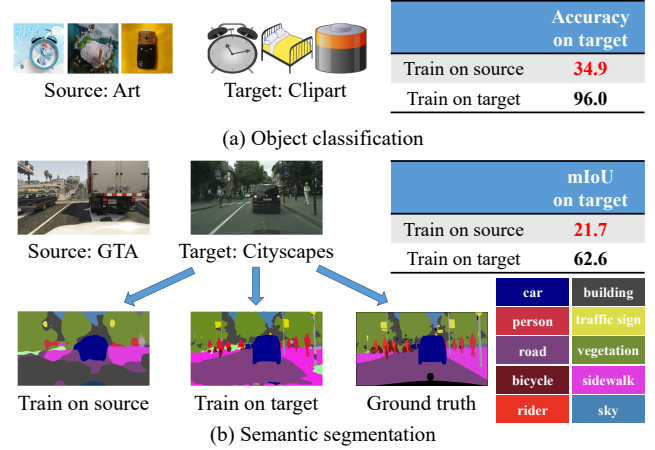 Accuracy
on target
Train on source 34.9
Train on target 96.0
Source: Art
Target: Clipart
(a) Object classification
mIoU
on target
Train on source 21.7
Train on target 62.6
Source: GTA
Target: Cityscapes
car building
person traffic sign
road vegetation
bicycle sidewalk
rider sky
Train on source
Train on target
Ground truth
(b) Semantic segmentation